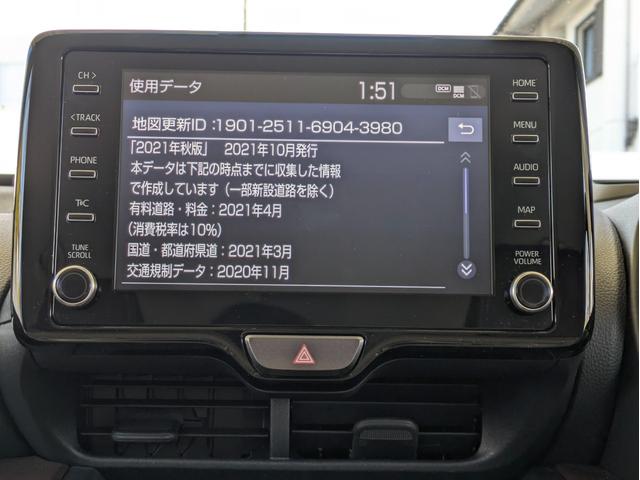 使用データ
1:51
DCM
DCM
地図更新ID :1901-2511-6904-3980
「2021年秋版」 2021年10月発行
本データは下記の時点までに収集した情報
で作成しています（一部新設道路を除く）
有料道路・料金：2021年4月
(消費税率は10%)
国道・都道府県道：2021年3月
交通規制データ：2020年11月
CH >
<TRACK
PHONE
T/C
TUNE
SCROLL
HOME
MENU
AUDIO
MAP
POWER
VOLUME